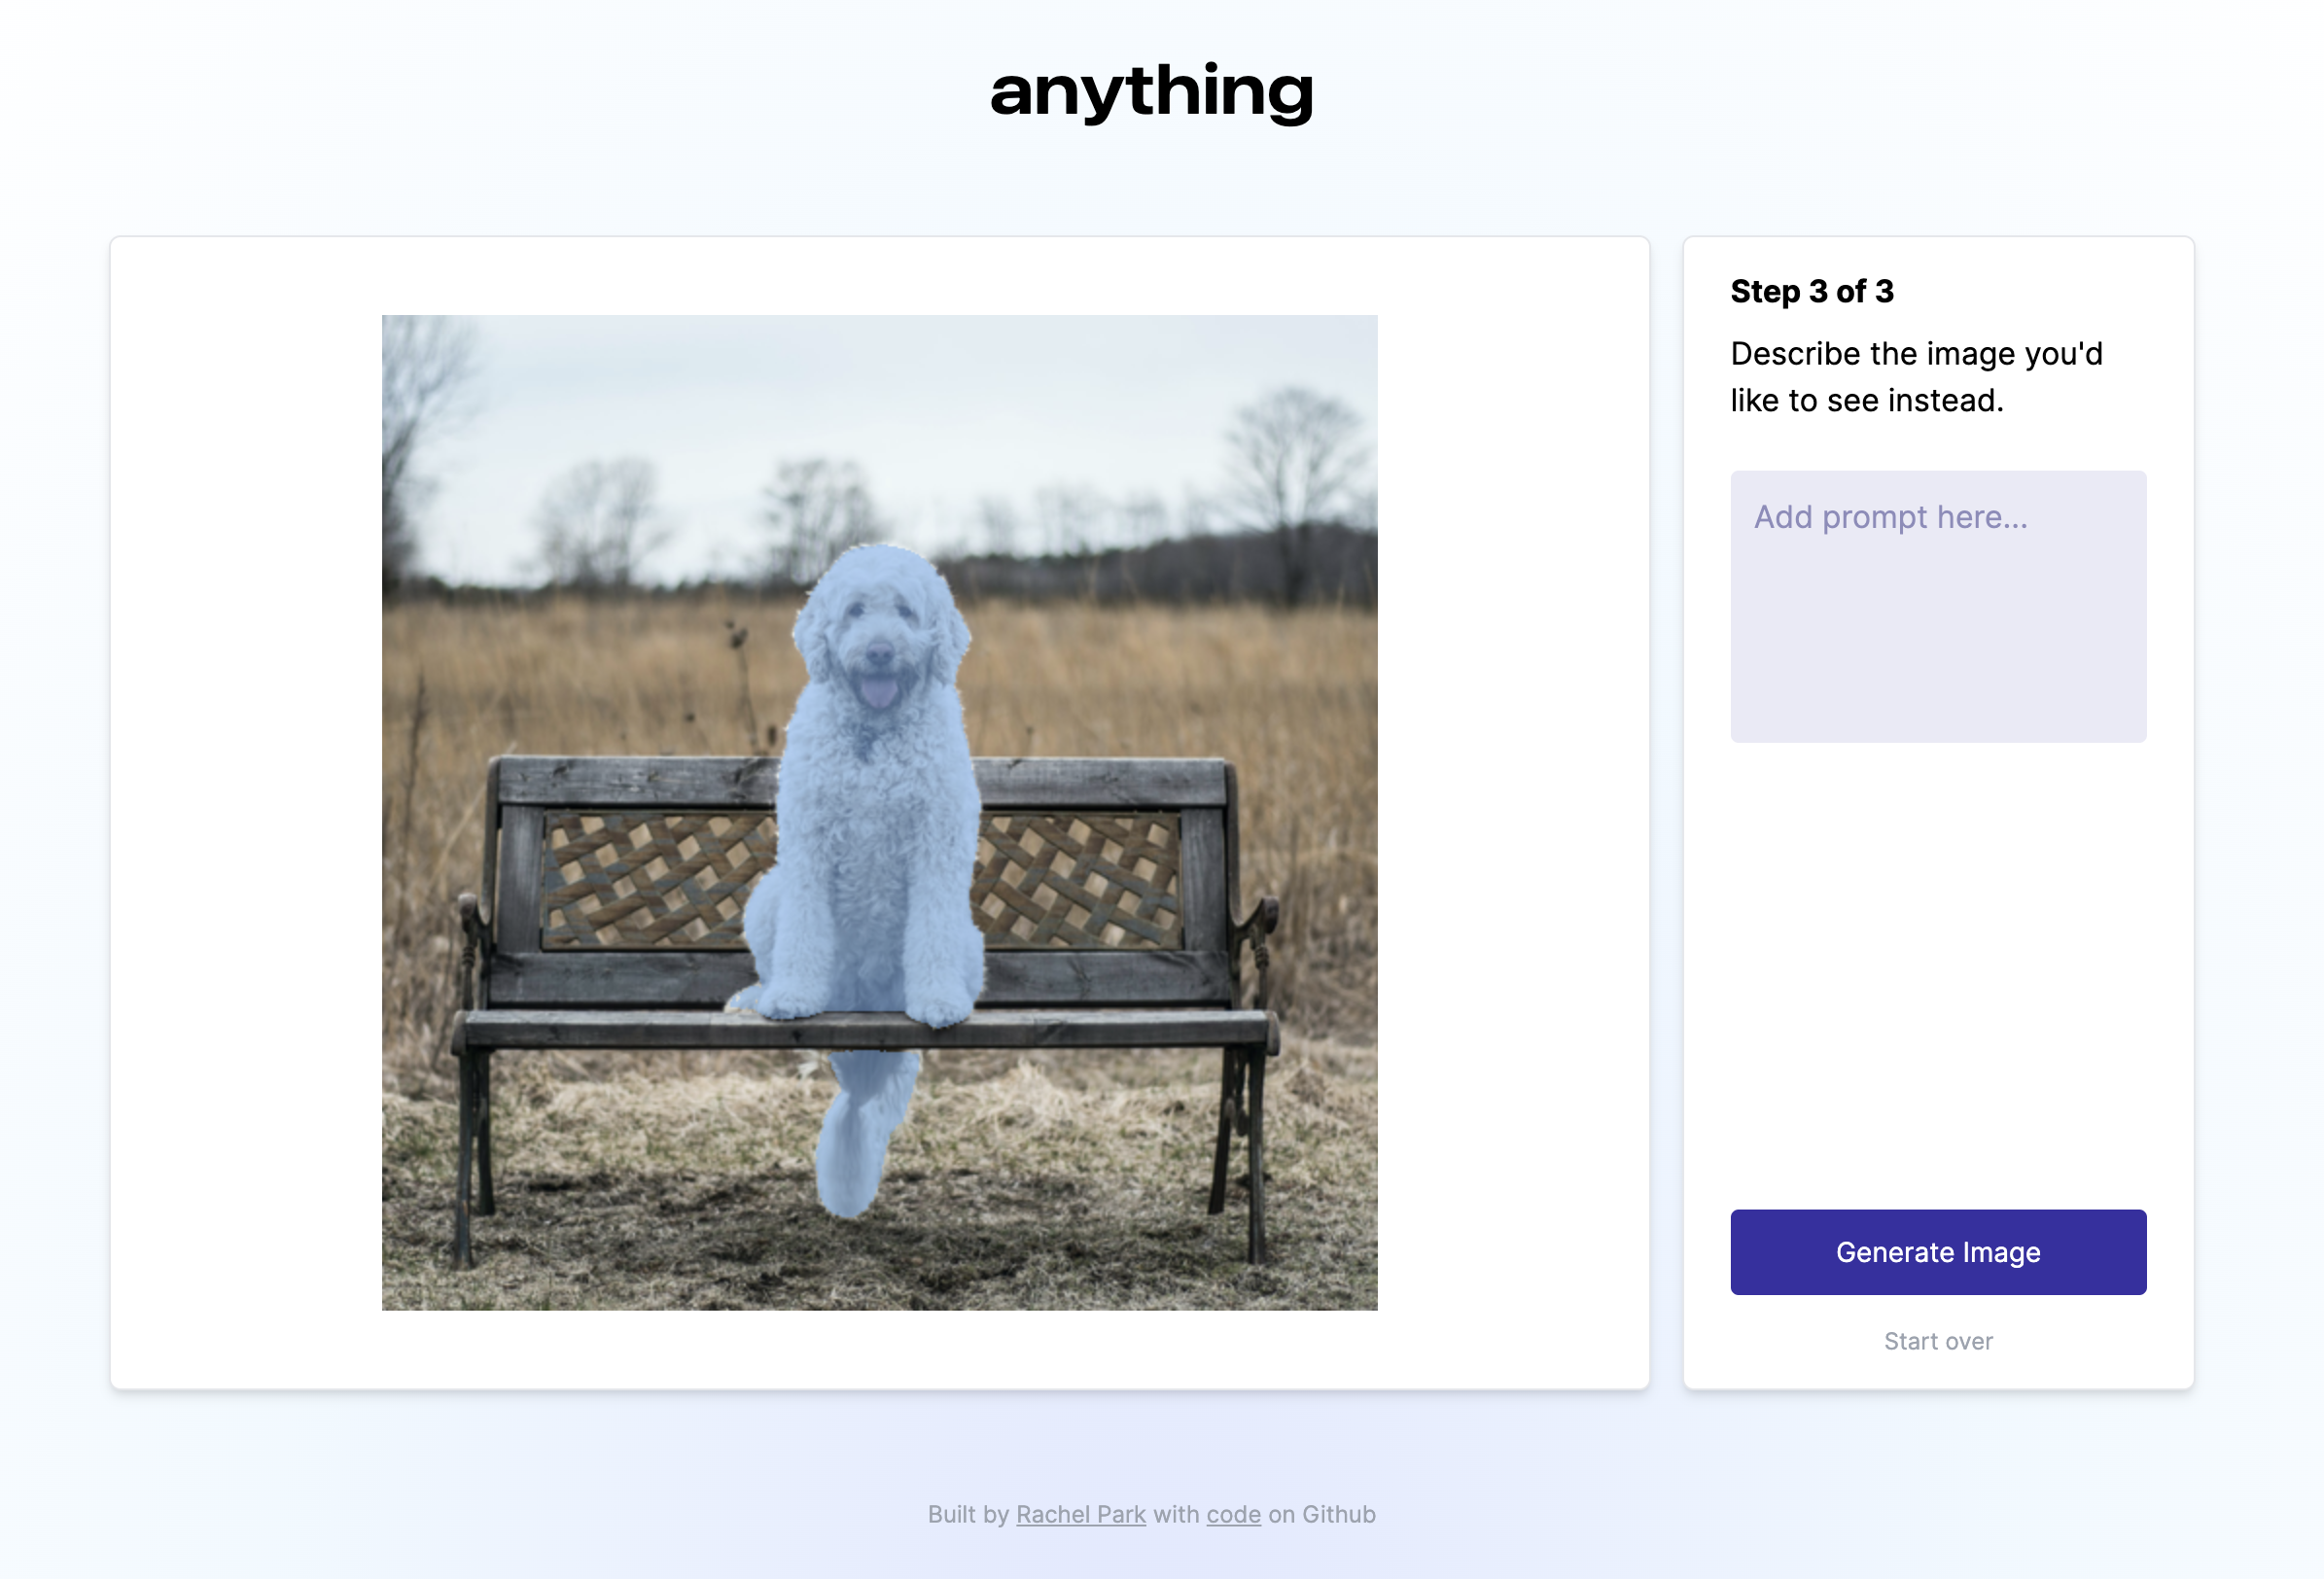 anything
Step 3 of 3
Describe the image you'd
like to see instead.
Add prompt here...
Generate Image
Start over
Built by Rachel Park with code on Github